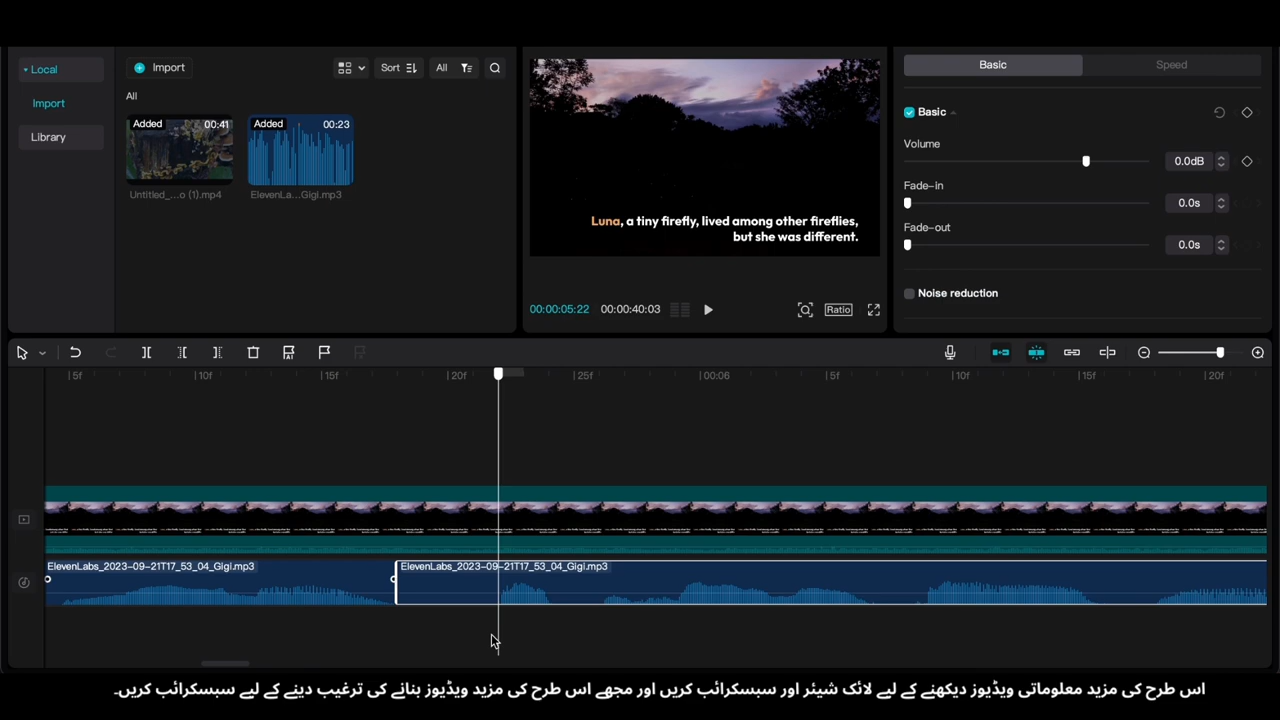 Local
Import
Library
Import
Sort
All
All
Added 00:41
Untitled_...o (1).mp4
Added 00:23
ElevenLa...Gigi.mp3
Luna, a tiny firefly, lived among other fireflies,
but she was different.
00:00:05:22 00:00:40:03
Ratio
Basic
Speed
Basic
Volume
0.0dB
Fade-in
0.0s
Fade-out
0.0s
Noise reduction
5f 10f 15f 20f 25f 00:06 5f 10f 15f 20f
ElevenLabs_2023-09-21T17_53_04_Gigi.mp3
ElevenLabs_2023-09-21T17_53_04_Gigi.mp3
اس طرح کی مزید معلوماتی ویڈیوز دیکھنے کے لیے لائک شیئر اور سبسکرائب کریں اور مجھے اس طرح کی مزید ویڈیوز بنانے کی ترغیب دینے کے لیے سبسکرائب کریں۔